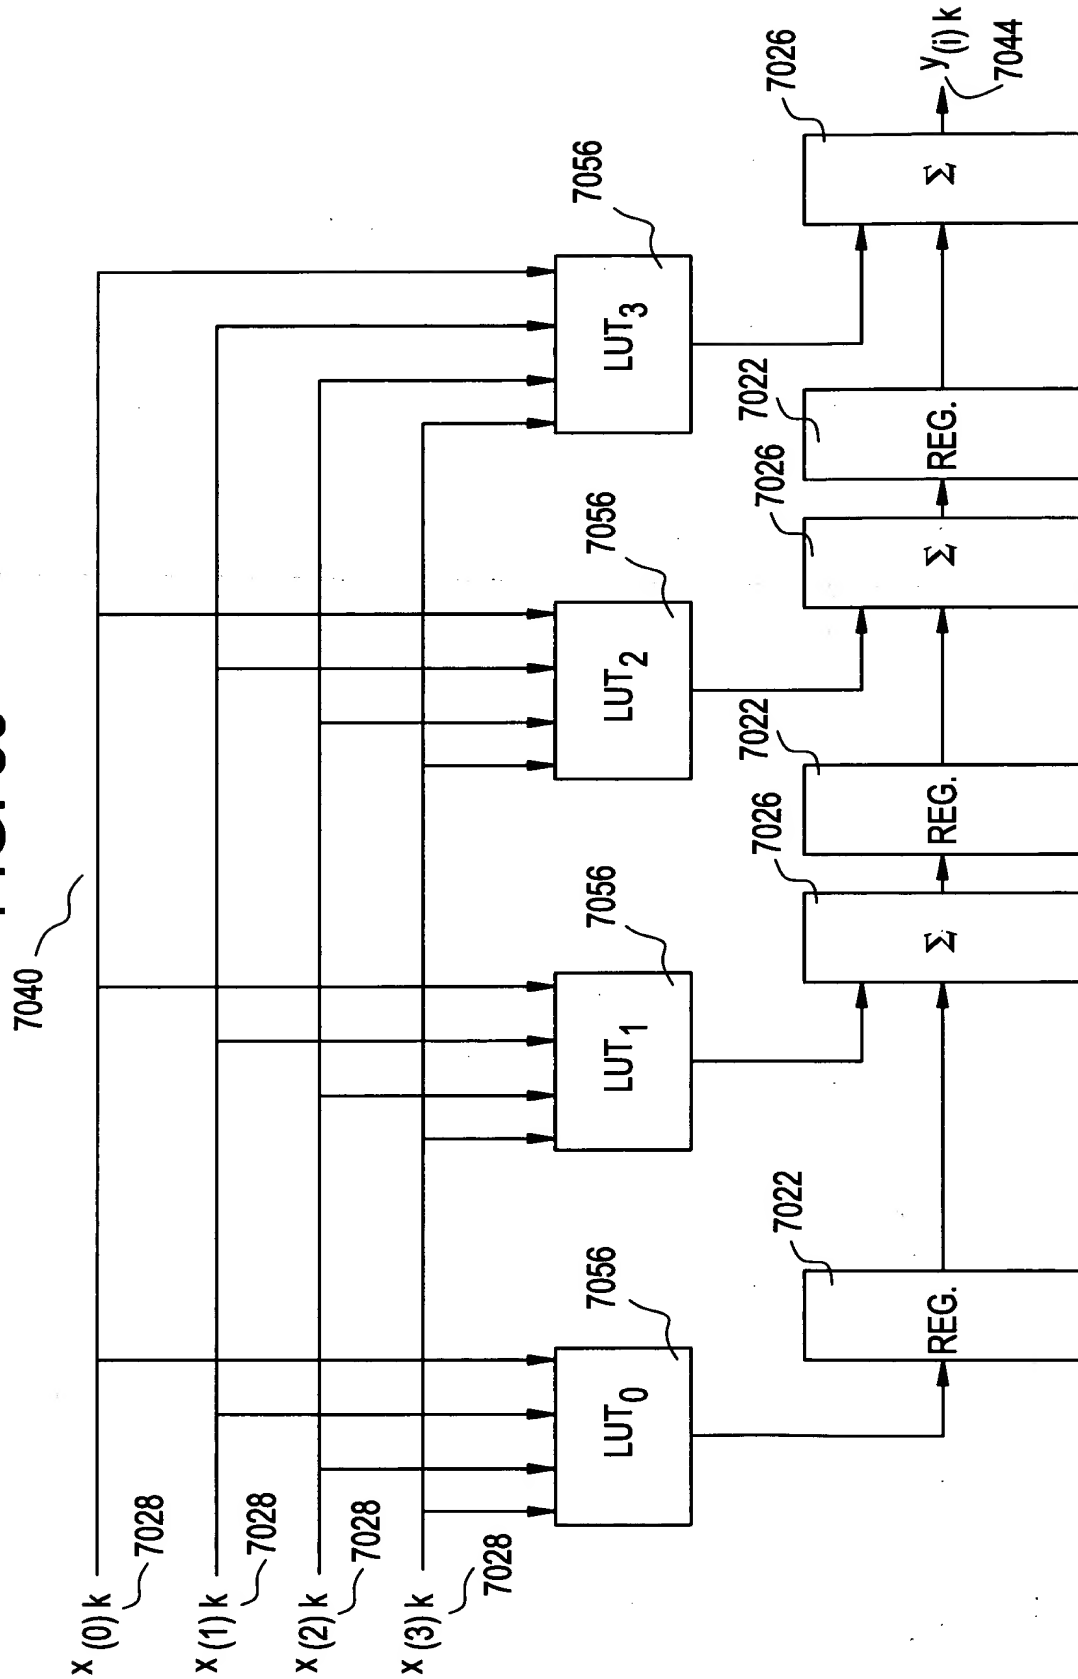 7040
x (0) k
7028
x (1) k
7028
x (2) k
7028
x (3) k
7028
7056
7056
7056
7056
LUT0
LUT1
LUT2
LUT3
7022
7026
7022
7026
7022
7026
REG.
Σ
REG.
Σ
REG.
Σ
y(i) k
7044